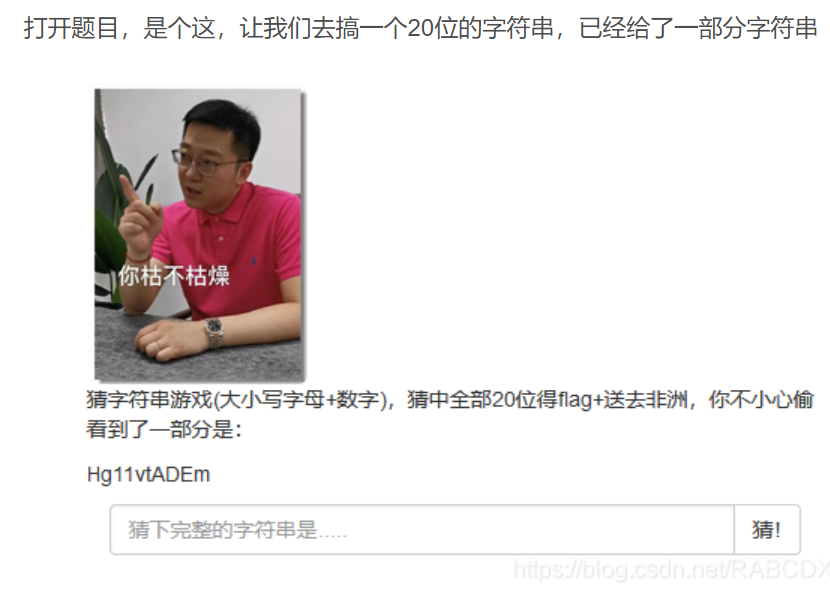 打开题目，是个这，让我们去搞一个20位的字符串，已经给了一部分字符串
你枯不枯燥
猜字符串游戏(大小写字母+数字)，猜中全部20位得flag+送去非洲，你不小心偷
看到了一部分是：
Hg11vtADEm
猜下完整的字符串是.....
猜!
https://blog.csdn.net/RABCDX